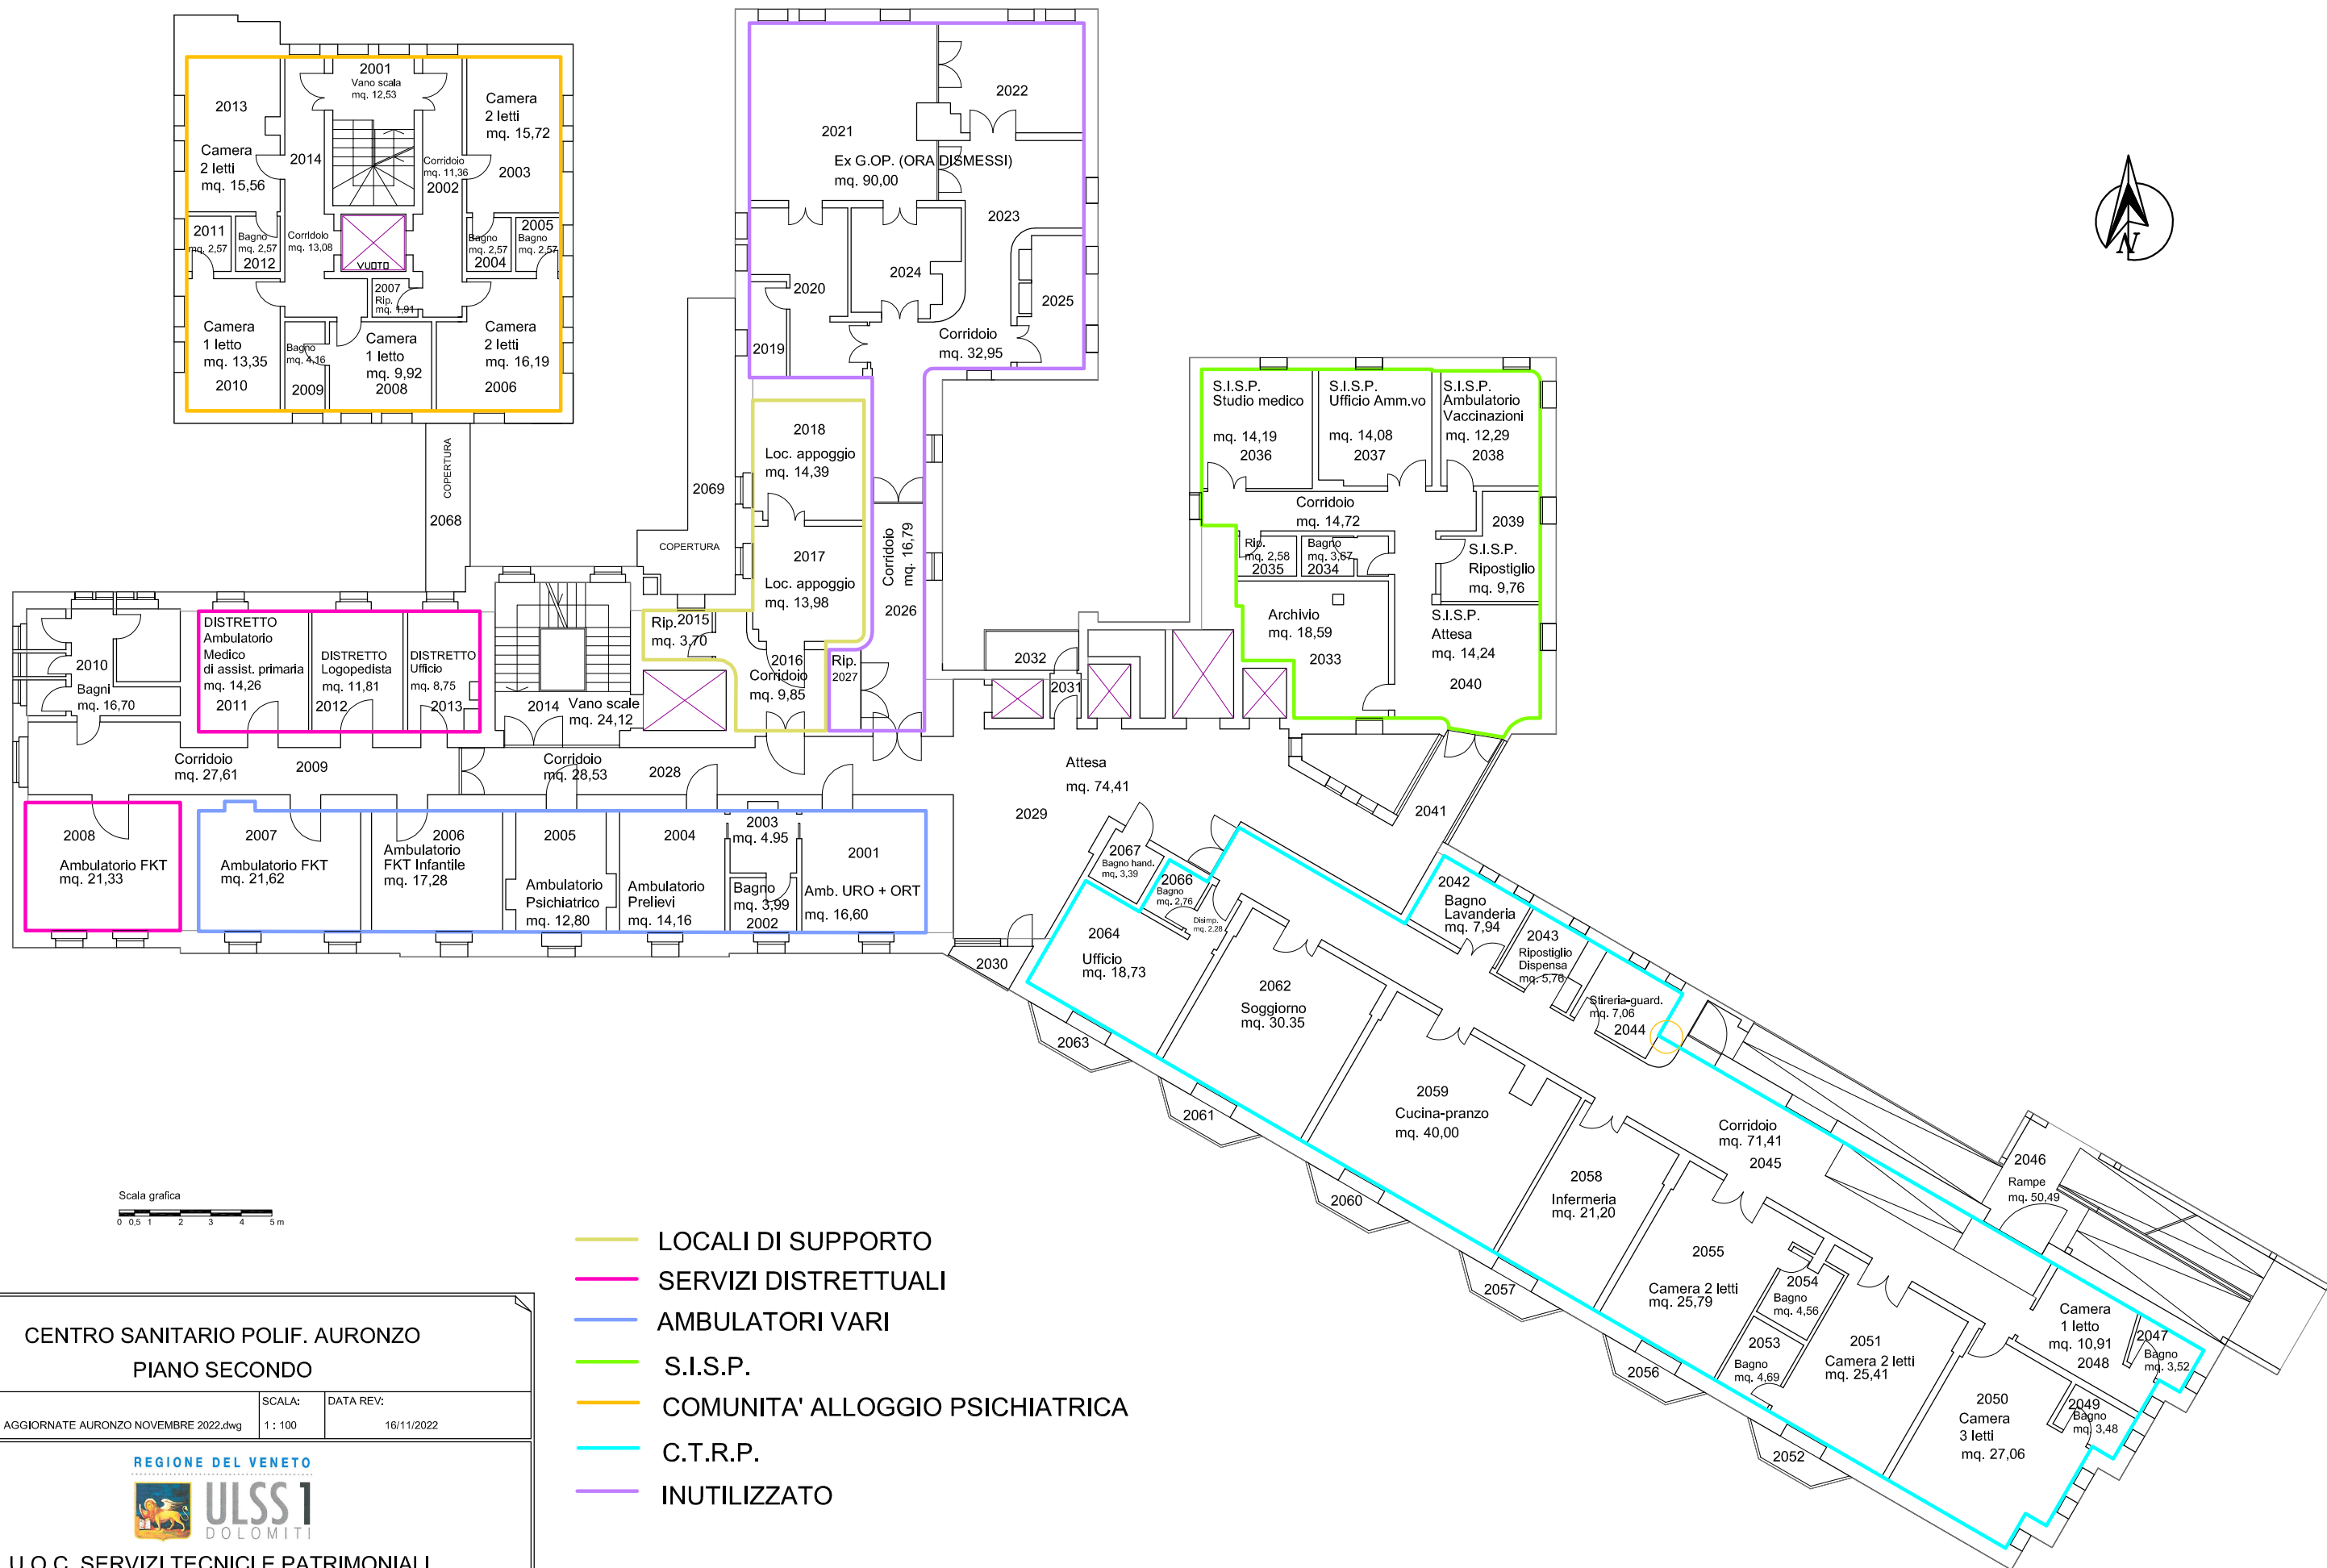 2001
Vano scala
mq. 12,53
2013
Camera
2 letti
mq. 15,56
2014
Corridoio
mq. 11,36
2002
Camera
2 letti
mq. 15,72
2003
2011
mq. 2,57
Bagno
mq. 2,57
2012
Corridoio
mq. 13,08
VUOTO
Bagno
mq. 2,57
2004
2005
Bagno
mq. 2,57
2007
Rip.
mq. 1,91
Camera
1 letto
mq. 13,35
2010
Bagno
mq. 4,16
2009
Camera
1 letto
mq. 9,92
2008
Camera
2 letti
mq. 16,19
2006
COPERTURA
2068
2021
2022
Ex G.OP. (ORA DISMESSI)
mq. 90,00
2023
2020
2024
2025
2019
Corridoio
mq. 32,95
2069
COPERTURA
2018
Loc. appoggio
mq. 14,39
2017
Loc. appoggio
mq. 13,98
Corridoio
mq. 16,79
2026
2015
Rip.
mq. 3,70
2016
Corridoio
mq. 9,85
Rip.
2027
S.I.S.P.
Studio medico
mq. 14,19
2036
S.I.S.P.
Ufficio Amm.vo
mq. 14,08
2037
S.I.S.P.
Ambulatorio
Vaccinazioni
mq. 12,29
2038
Corridoio
mq. 14,72
2039
S.I.S.P.
Ripostiglio
mq. 9,76
Rip.
mq. 2,58
2035
Bagno
mq. 3,67
2034
Archivio
mq. 18,59
2033
S.I.S.P.
Attesa
mq. 14,24
2040
2032
2031
2010
Bagni
mq. 16,70
DISTRETTO
Ambulatorio
Medico
di assist. primaria
mq. 14,26
2011
DISTRETTO
Logopedista
mq. 11,81
2012
DISTRETTO
Ufficio
mq. 8,75
2013
2014
Vano scale
mq. 24,12
Corridoio
mq. 27,61
2009
Corridoio
mq. 28,53
2028
Attesa
mq. 74,41
2029
2041
2008
Ambulatorio FKT
mq. 21,33
2007
Ambulatorio FKT
mq. 21,62
2006
Ambulatorio
FKT Infantile
mq. 17,28
2005
Ambulatorio
Psichiatrico
mq. 12,80
2004
Ambulatorio
Prelievi
mq. 14,16
2003
mq. 4.95
Bagno
mq. 3,99
2002
2001
Amb. URO + ORT
mq. 16,60
2030
2067
Bagno hand.
mq. 3,39
2066
Bagno
mq. 2,76
Disimp.
mq. 2,28
2064
Ufficio
mq. 18,73
2063
2062
Soggiorno
mq. 30.35
2061
2042
Bagno
Lavanderia
mq. 7,94
2043
Ripostiglio
Dispensa
mq. 5,76
Stireria-guard.
mq. 7,06
2044
2059
Cucina-pranzo
mq. 40,00
2060
2058
Infermeria
mq. 21,20
2057
Corridoio
mq. 71,41
2045
2046
Rampe
mq. 50,49
2055
Camera 2 letti
mq. 25,79
2054
Bagno
mq. 4,56
2053
Bagno
mq. 4,69
2056
2051
Camera 2 letti
mq. 25,41
2052
Camera
1 letto
mq. 10,91
2048
2047
Bagno
mq. 3,52
2050
Camera
3 letti
mq. 27,06
2049
Bagno
mq. 3,48
N
Scala grafica
0 0,5 1 2 3 4 5 m
LOCALI DI SUPPORTO
SERVIZI DISTRETTUALI
AMBULATORI VARI
S.I.S.P.
COMUNITA' ALLOGGIO PSICHIATRICA
C.T.R.P.
INUTILIZZATO
CENTRO SANITARIO POLIF. AURONZO
PIANO SECONDO
SCALA: DATA REV:
AGGIORNATE AURONZO NOVEMBRE 2022.dwg 1 : 100 16/11/2022
REGIONE DEL VENETO
ULSS 1
DOLOMITI
U.O.C. SERVIZI TECNICI E PATRIMONIALI